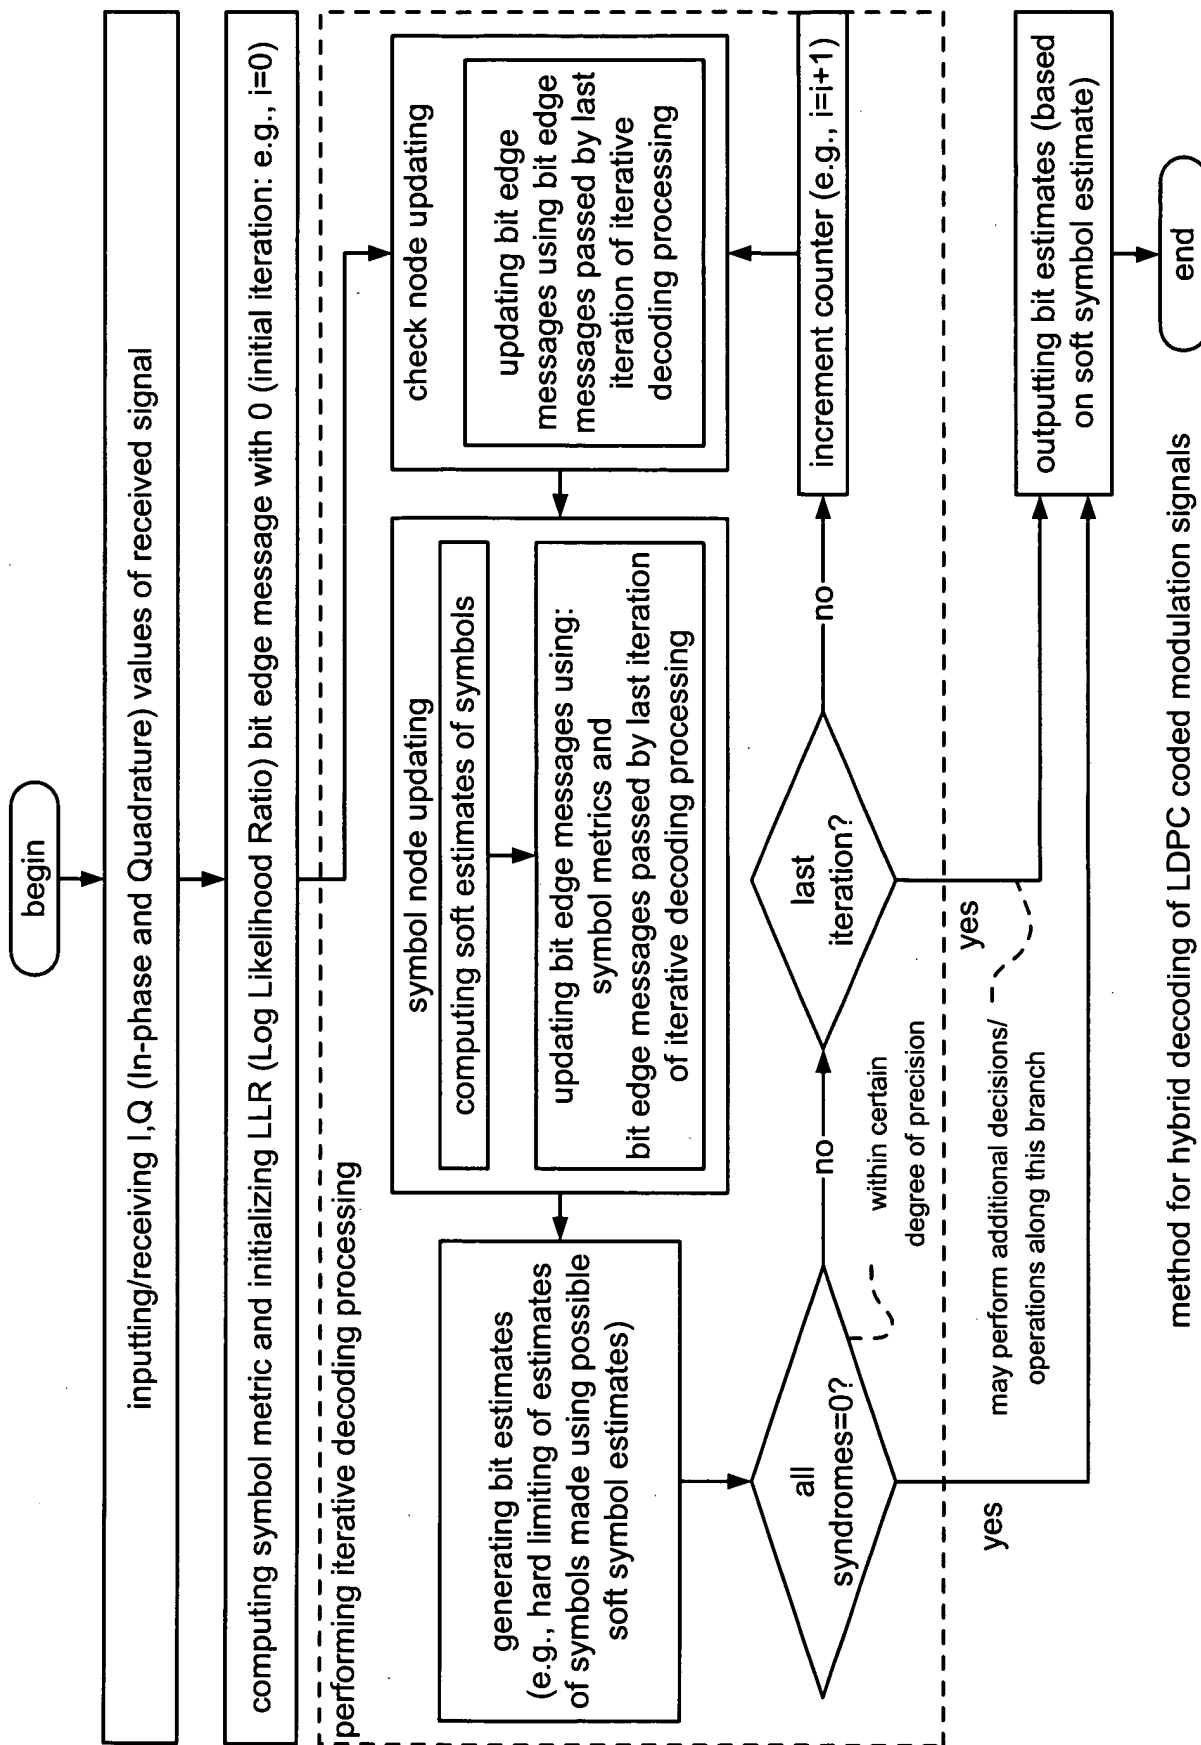 begin
inputting/receiving I,Q (In-phase and Quadrature) values of received signal
computing symbol metric and initializing LLR (Log Likelihood Ratio) bit edge message with 0 (initial iteration: e.g., i=0)
performing iterative decoding processing
check node updating
updating bit edge
messages using bit edge
messages passed by last
iteration of iterative
decoding processing
symbol node updating
computing soft estimates of symbols
updating bit edge messages using:
symbol metrics and
bit edge messages passed by last iteration
of iterative decoding processing
generating bit estimates
(e.g., hard limiting of estimates
of symbols made using possible
soft symbol estimates)
all
syndromes=0?
within certain
degree of precision
no
yes
last
iteration?
no
yes
may perform additional decisions/
operations along this branch
increment counter (e.g., i=i+1)
outputting bit estimates (based
on soft symbol estimate)
end
method for hybrid decoding of LDPC coded modulation signals